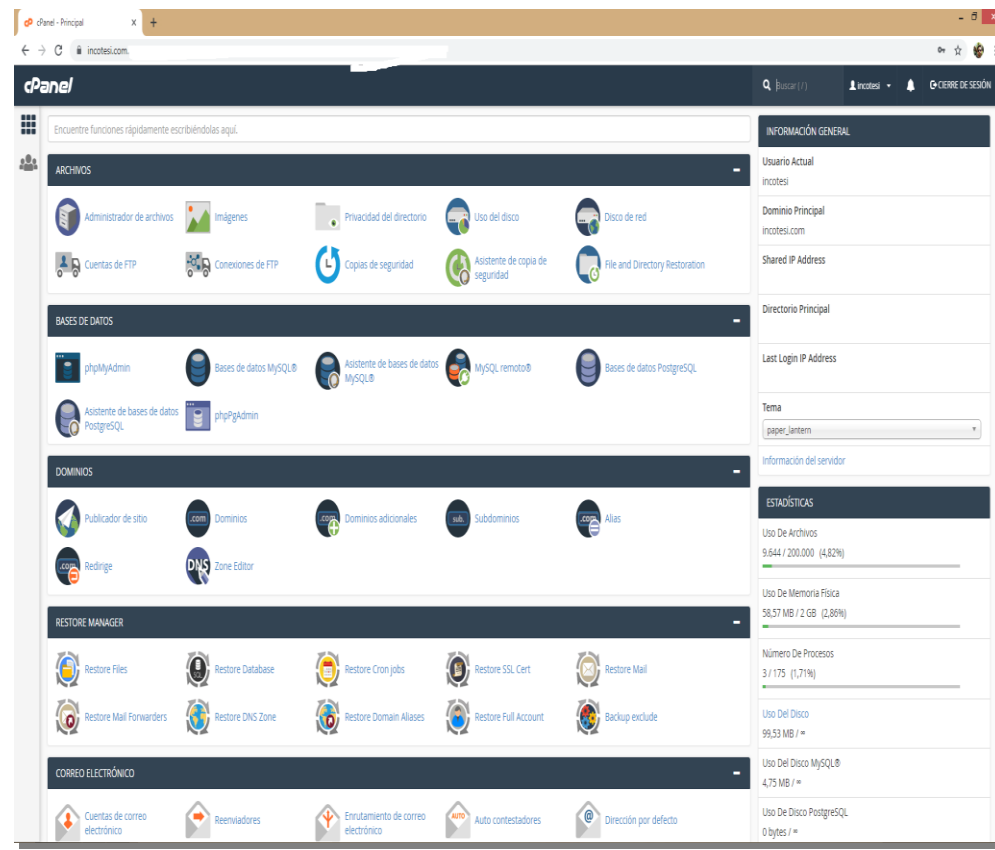 cPanel - Principal
incotesi.com.
cPanel
Buscar ( / )
incotesi
CIERRE DE SESIÓN
Encuentre funciones rápidamente escribiéndolas aquí.
ARCHIVOS
Administrador de archivos
Imágenes
Privacidad del directorio
Uso del disco
Disco de red
Cuentas de FTP
Conexiones de FTP
Copias de seguridad
Asistente de copia de
seguridad
File and Directory Restoration
BASES DE DATOS
phpMyAdmin
Bases de datos MySQL®
Asistente de bases de datos
MySQL®
MySQL remoto®
Bases de datos PostgreSQL
Asistente de bases de datos
PostgreSQL
phpPgAdmin
DOMINIOS
Publicador de sitio
.com
Dominios
.com
Dominios adicionales
sub.
Subdominios
.com
Alias
.com
Redirige
DNS
Zone Editor
RESTORE MANAGER
Restore Files
Restore Database
Restore Cron jobs
Restore SSL Cert
Restore Mail
Restore Mail Forwarders
Restore DNS Zone
Restore Domain Aliases
Restore Full Account
Backup exclude
CORREO ELECTRÓNICO
Cuentas de correo
electrónico
Reenviadores
Enrutamiento de correo
electrónico
AUTO
Auto contestadores
@
Dirección por defecto
INFORMACIÓN GENERAL
Usuario Actual
incotesi
Dominio Principal
incotesi.com
Shared IP Address
Directorio Principal
Last Login IP Address
Tema
paper_lantern
Información del servidor
ESTADÍSTICAS
Uso De Archivos
9.644 / 200.000 (4,82%)
Uso De Memoria Física
58,57 MB / 2 GB (2,86%)
Número De Procesos
3 / 175 (1,71%)
Uso Del Disco
99,53 MB / ∞
Uso Del Disco MySQL®
4,75 MB / ∞
Uso De Disco PostgreSQL
0 bytes / ∞